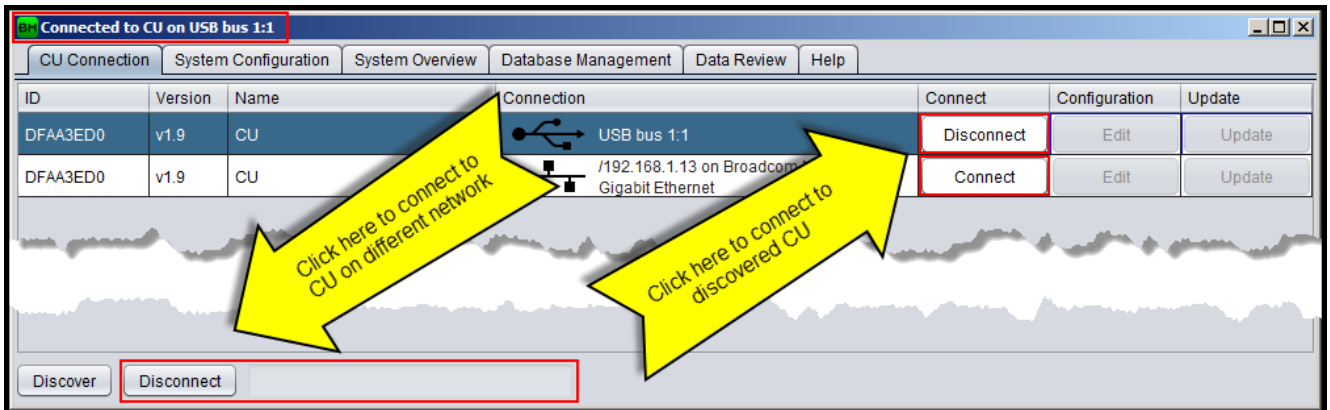 BM Connected to CU on USB bus 1:1
CU Connection System Configuration System Overview Database Management Data Review Help
ID Version Name Connection Connect Configuration Update
DFAA3ED0 v1.9 CU USB bus 1:1 Disconnect Edit Update
DFAA3ED0 v1.9 CU /192.168.1.13 on Broadcom
Gigabit Ethernet Connect Edit Update
Click here to connect to
CU on different network
Click here to connect to
discovered CU
Discover Disconnect